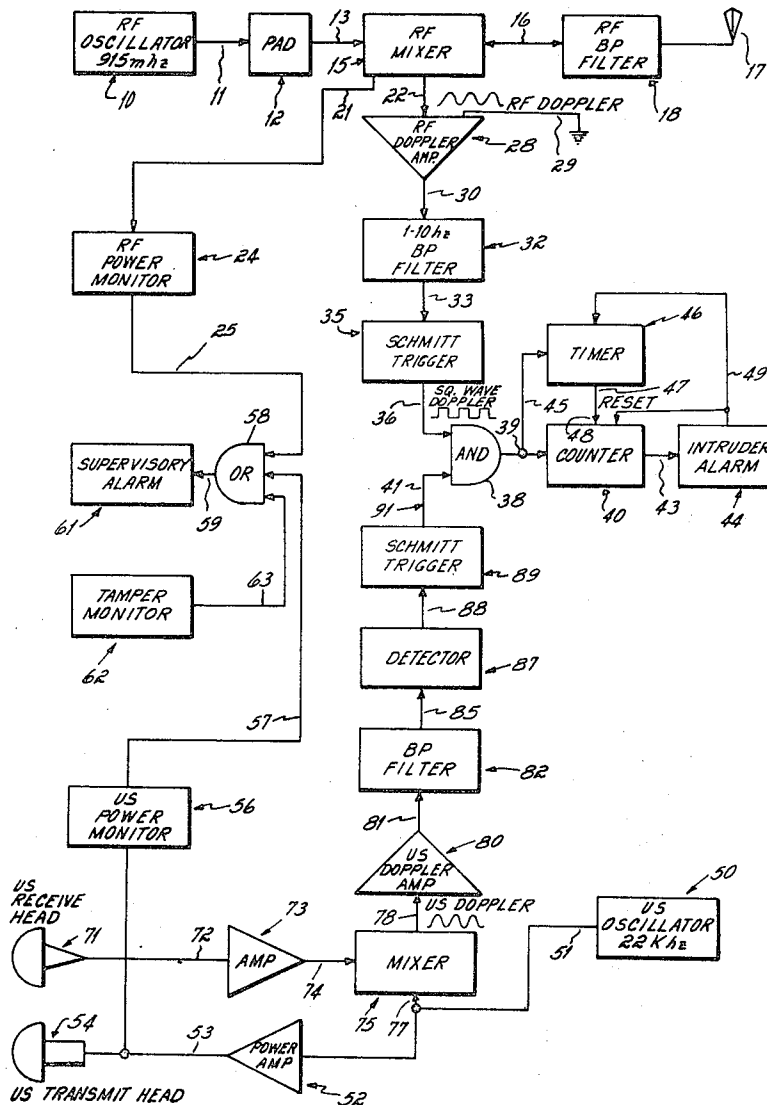 RF
OSCILLATOR
915mhz
10
11
PAD
12
13
RF
MIXER
15
16
RF
BP
FILTER
18
17
21
22
RF DOPPLER
RF
DOPPLER
AMP.
28
29
30
RF
POWER
MONITOR
24
25
1-10hz
BP
FILTER
32
33
35
SCHMITT
TRIGGER
36
SQ. WAVE
DOPPLER
AND
38
39
41
91
45
TIMER
46
47
RESET
48
49
COUNTER
40
43
INTRUDER
ALARM
44
58
OR
59
SUPERVISORY
ALARM
61
TAMPER
MONITOR
62
63
57
SCHMITT
TRIGGER
89
88
DETECTOR
87
85
BP
FILTER
82
81
US
DOPPLER
AMP
80
78
US DOPPLER
US
POWER
MONITOR
56
US
RECEIVE
HEAD
71
72
73
AMP
74
MIXER
75
77
50
US
OSCILLATOR
22Khz
51
54
53
POWER
AMP
52
US TRANSMIT HEAD